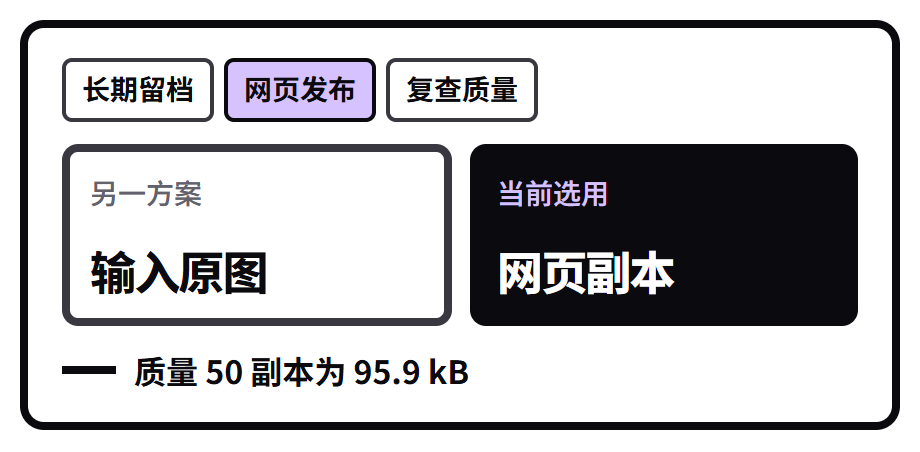 长期留档 网页发布 复查质量
另一方案
输入原图
当前选用
网页副本
质量 50 副本为 95.9 kB